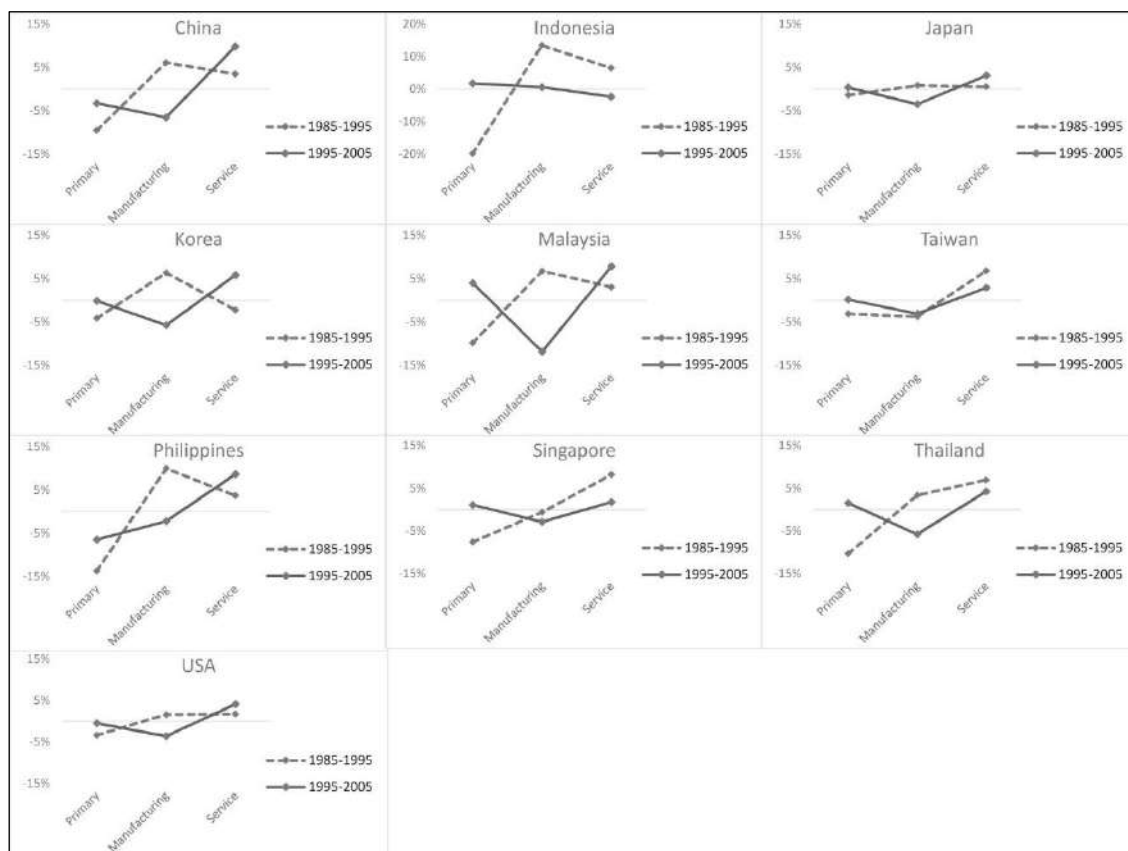 China
15%
5%
-5%
-15%
Primary
Manufacturing
Service
1985-1995
1995-2005
Indonesia
20%
10%
0%
-10%
-20%
Primary
Manufacturing
Service
1985-1995
1995-2005
Japan
15%
5%
-5%
-15%
Primary
Manufacturing
Service
1985-1995
1995-2005
Korea
15%
5%
-5%
-15%
Primary
Manufacturing
Service
1985-1995
1995-2005
Malaysia
15%
5%
-5%
-15%
Primary
Manufacturing
Service
1985-1995
1995-2005
Taiwan
15%
5%
-5%
-15%
Primary
Manufacturing
Service
1985-1995
1995-2005
Philippines
15%
5%
-5%
-15%
Primary
Manufacturing
Service
1985-1995
1995-2005
Singapore
15%
5%
-5%
-15%
Primary
Manufacturing
Service
1985-1995
1995-2005
Thailand
15%
5%
-5%
-15%
Primary
Manufacturing
Service
1985-1995
1995-2005
USA
15%
5%
-5%
-15%
Primary
Manufacturing
Service
1985-1995
1995-2005